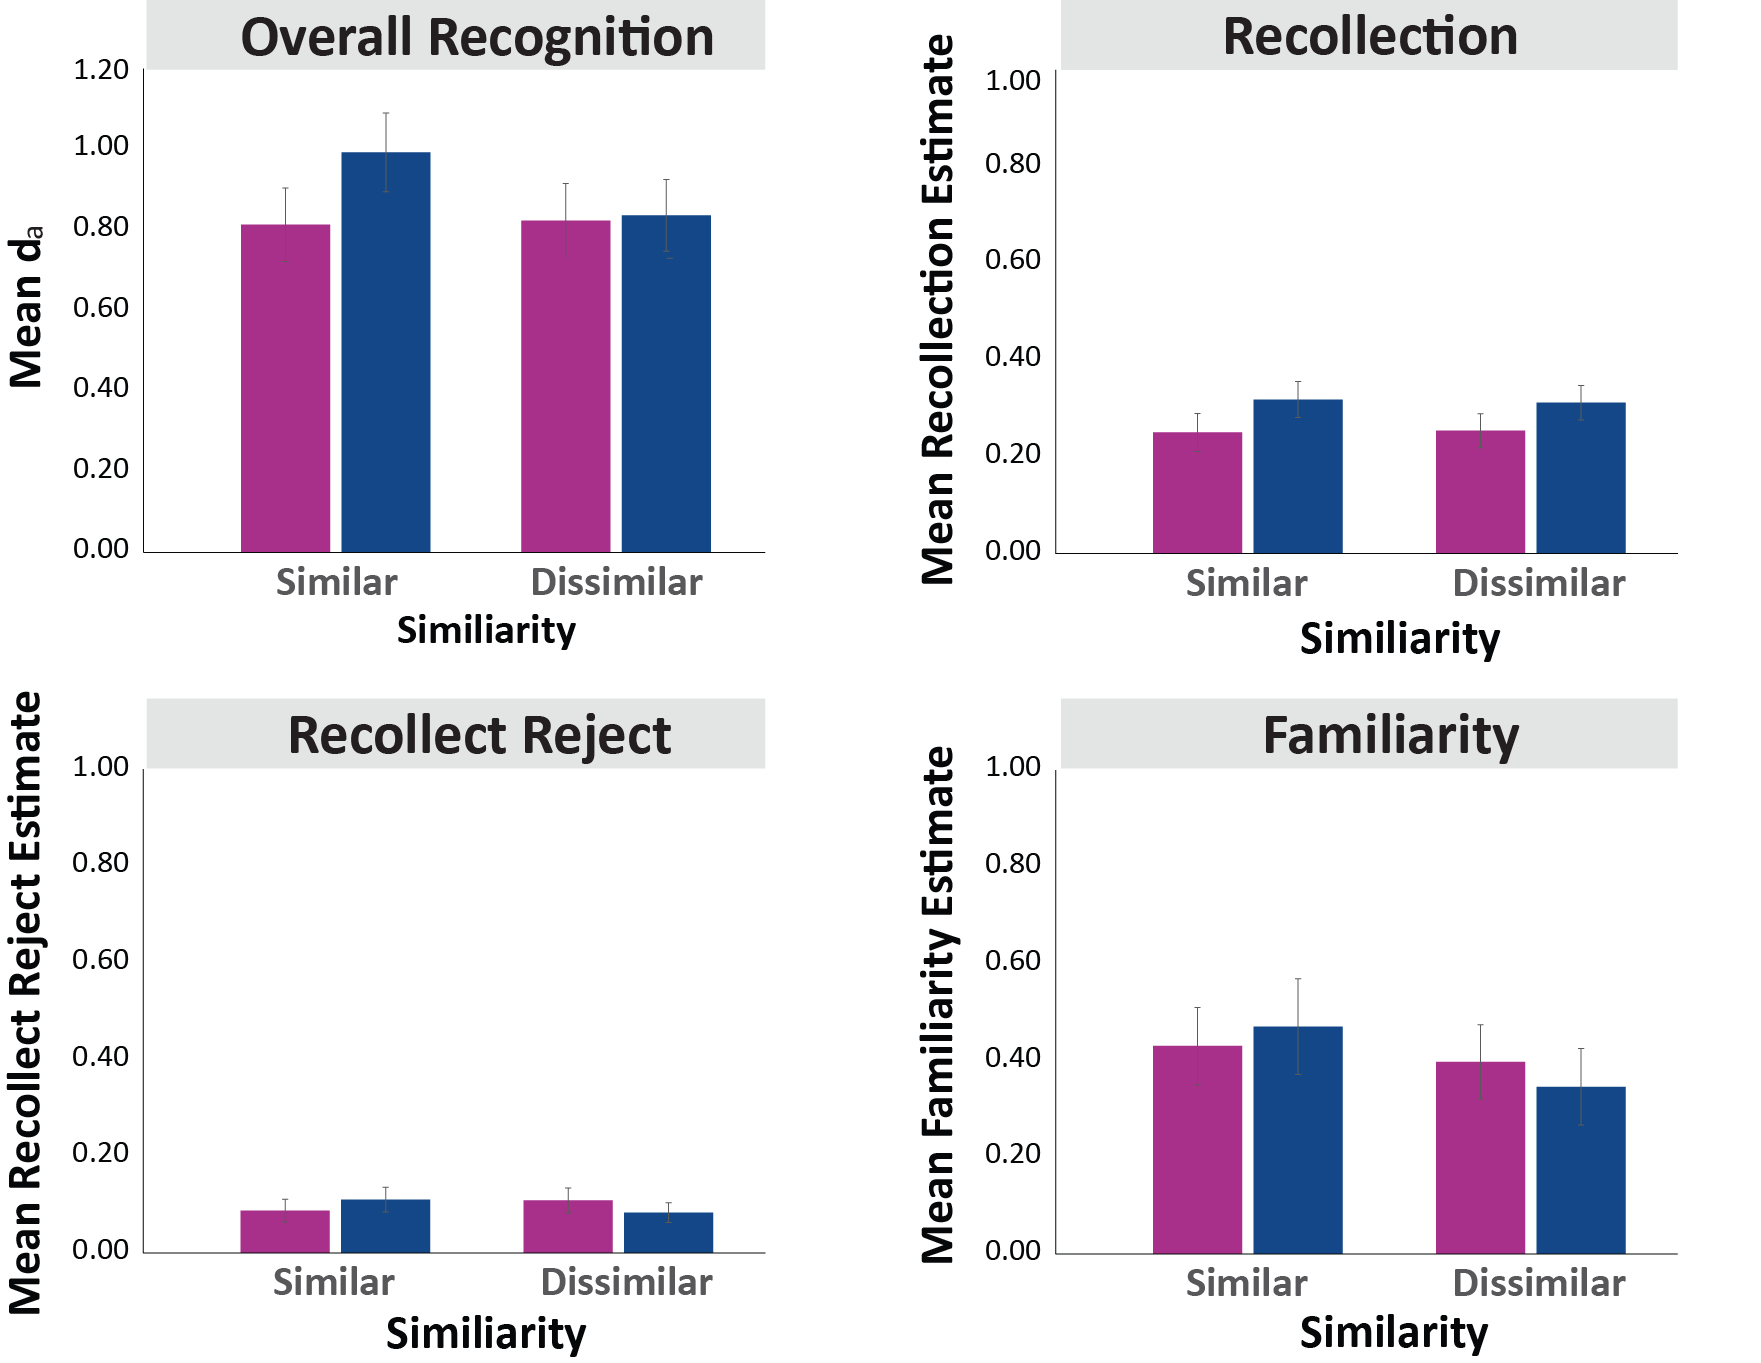 Overall Recognition
Mean da
1.20
1.00
0.80
0.60
0.40
0.20
0.00
Similar Dissimilar
Similiarity
Recollection
Mean Recollection Estimate
1.00
0.80
0.60
0.40
0.20
0.00
Similar Dissimilar
Similiarity
Recollect Reject
Mean Recollect Reject Estimate
1.00
0.80
0.60
0.40
0.20
0.00
Similar Dissimilar
Similiarity
Familiarity
Mean Familiarity Estimate
1.00
0.80
0.60
0.40
0.20
0.00
Similar Dissimilar
Similarity